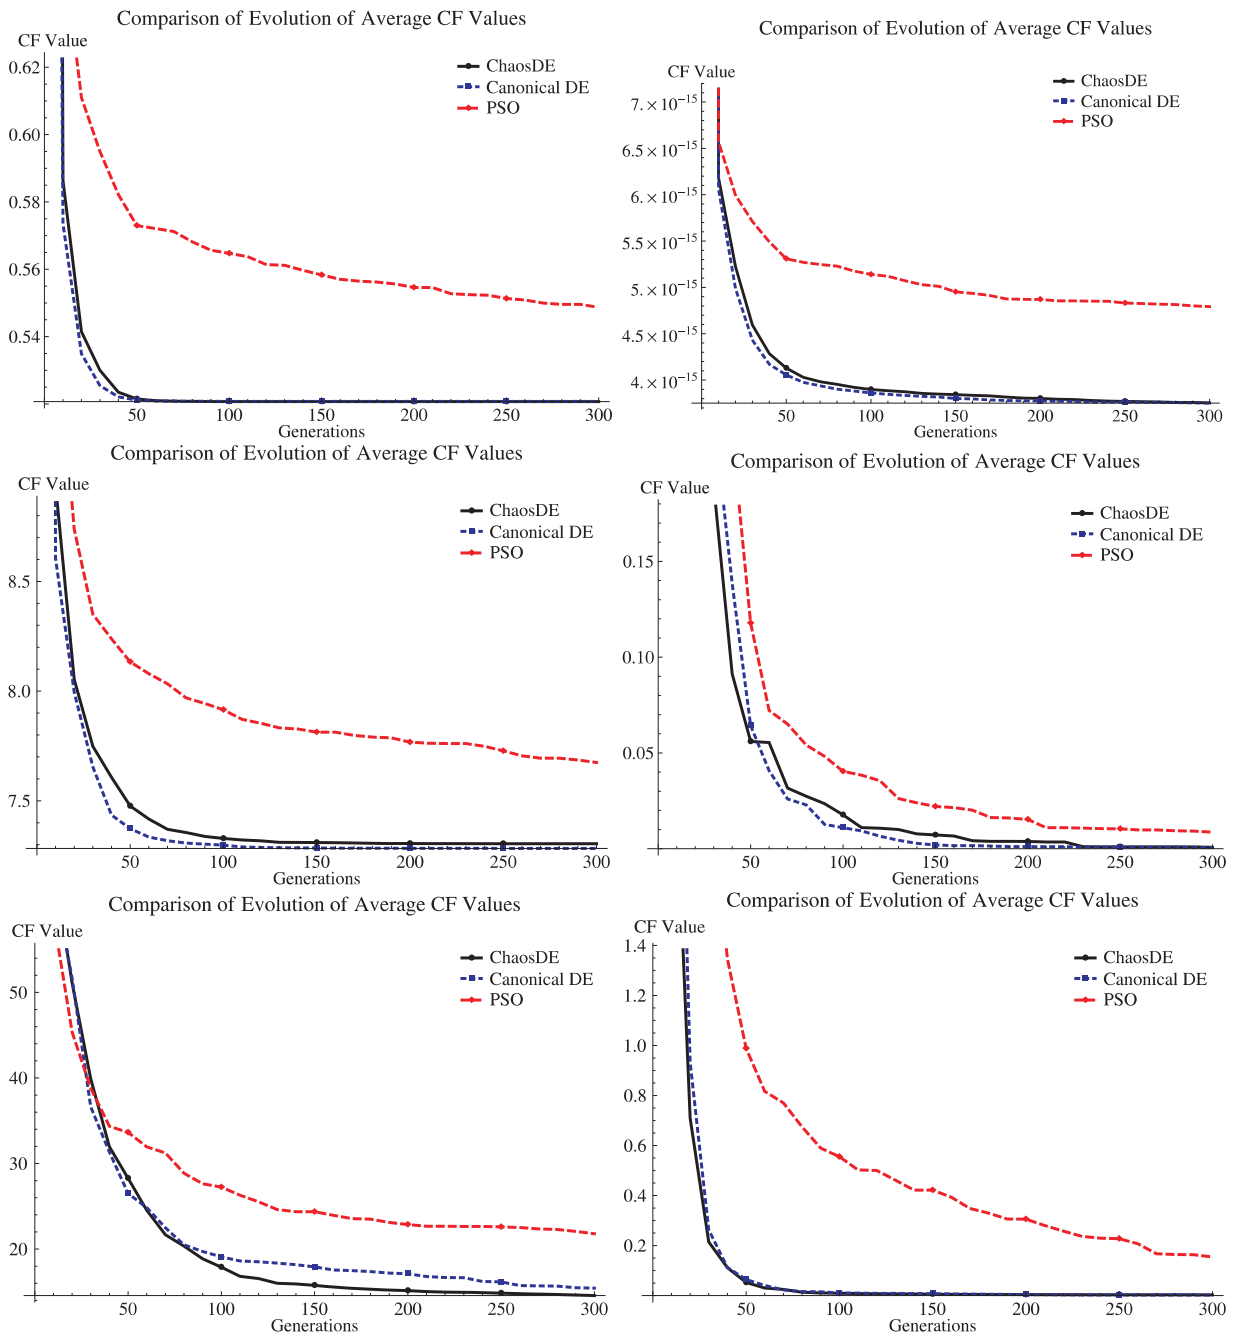 Comparison of Evolution of Average CF Values
CF Value
0.62
0.60
0.58
0.56
0.54
50
100
150
200
250
300
Generations
ChaosDE
Canonical DE
PSO
Comparison of Evolution of Average CF Values
CF Value
7. × 10⁻¹⁵
6.5 × 10⁻¹⁵
6. × 10⁻¹⁵
5.5 × 10⁻¹⁵
5. × 10⁻¹⁵
4.5 × 10⁻¹⁵
4. × 10⁻¹⁵
50
100
150
200
250
300
Generations
ChaosDE
Canonical DE
PSO
Comparison of Evolution of Average CF Values
CF Value
8.5
8.0
7.5
50
100
150
200
250
300
Generations
ChaosDE
Canonical DE
PSO
Comparison of Evolution of Average CF Values
CF Value
0.15
0.10
0.05
50
100
150
200
250
300
Generations
ChaosDE
Canonical DE
PSO
Comparison of Evolution of Average CF Values
CF Value
50
40
30
20
50
100
150
200
250
300
Generations
ChaosDE
Canonical DE
PSO
Comparison of Evolution of Average CF Values
CF Value
1.4
1.2
1.0
0.8
0.6
0.4
0.2
50
100
150
200
250
300
Generations
ChaosDE
Canonical DE
PSO